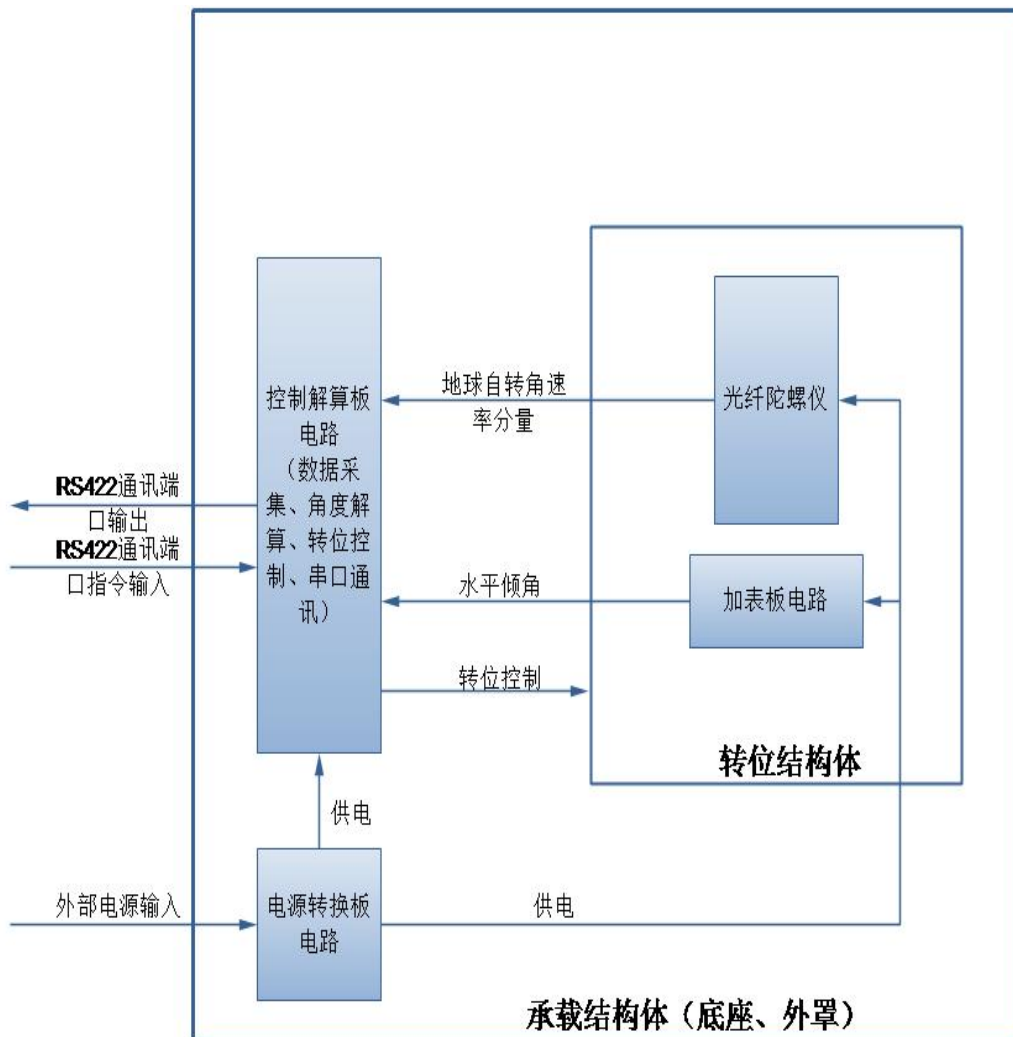 控制解算板
电路
（数据采
集、角度解
算、转位控
制、串口通
讯）
地球自转角速
率分量
光纤陀螺仪
RS422通讯端
口输出
RS422通讯端
口指令输入
水平倾角
加表板电路
转位控制
转位结构体
供电
外部电源输入
电源转换板
电路
供电
承载结构体（底座、外罩）